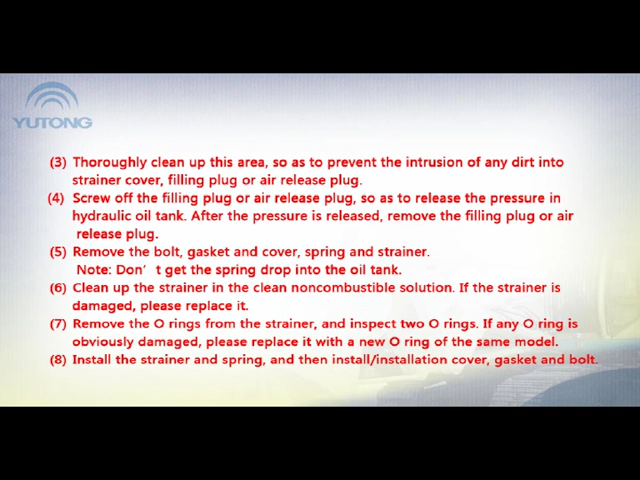 YUTONG
(3) Thoroughly clean up this area, so as to prevent the intrusion of any dirt into
strainer cover, filling plug or air release plug.
(4) Screw off the filling plug or air release plug, so as to release the pressure in
hydraulic oil tank. After the pressure is released, remove the filling plug or air
release plug.
(5) Remove the bolt, gasket and cover, spring and strainer.
Note: Don't get the spring drop into the oil tank.
(6) Clean up the strainer in the clean noncombustible solution. If the strainer is
damaged, please replace it.
(7) Remove the O rings from the strainer, and inspect two O rings. If any O ring is
obviously damaged, please replace it with a new O ring of the same model.
(8) Install the strainer and spring, and then install/installation cover, gasket and bolt.